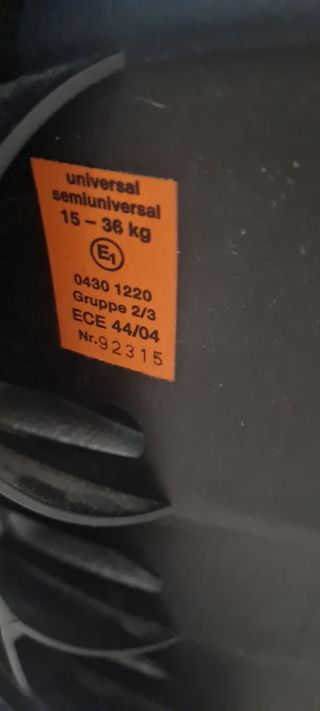 universal
semiuniversal
15 – 36 kg
E1
0430 1220
Gruppe 2/3
ECE 44/04
Nr. 92315